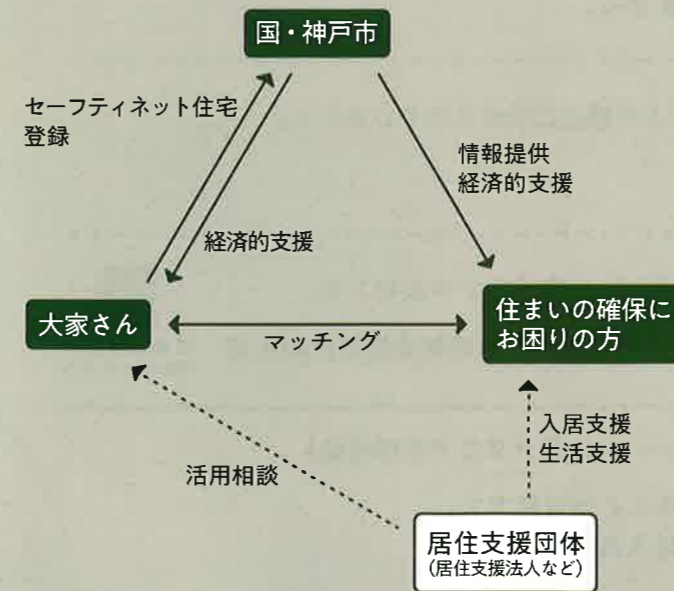 国・神戸市
セーフティネット住宅
登録
情報提供
経済的支援
経済的支援
大家さん
マッチング
住まいの確保に
お困りの方
入居支援
生活支援
活用相談
居住支援団体
(居住支援法人など)